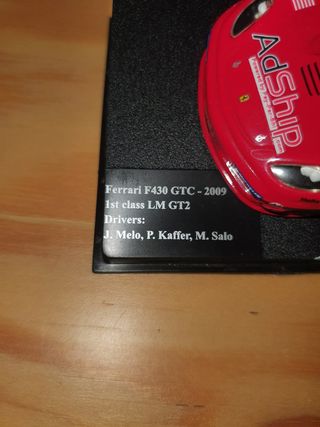 AdShip
Ferrari F430 GTC - 2009
1st class LM GT2
Drivers:
J. Melo, P. Kaffer, M. Salo